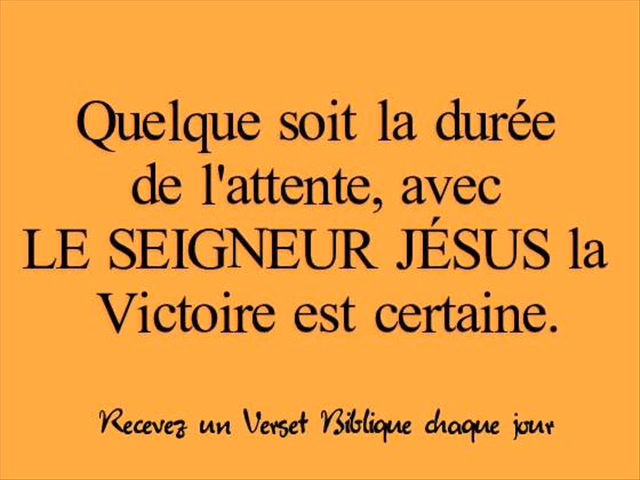 Quelque soit la durée
de l'attente, avec
LE SEIGNEUR JÉSUS la
Victoire est certaine.
Recevez un Verset Biblique chaque jour